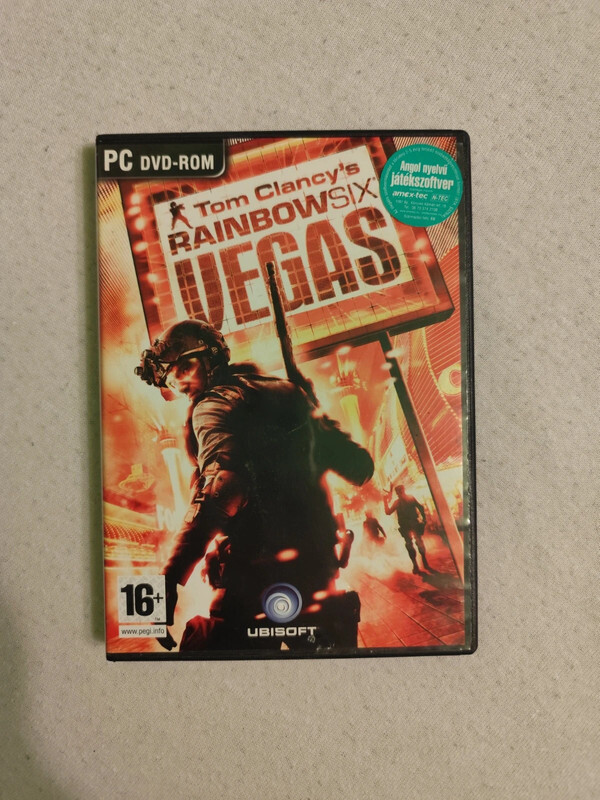 PC DVD-ROM
Tom Clancy's
RAINBOWSIX
VEGAS
Angol nyelvű
játékszoftver
amex-tec
16+
www.pegi.info
UBISOFT